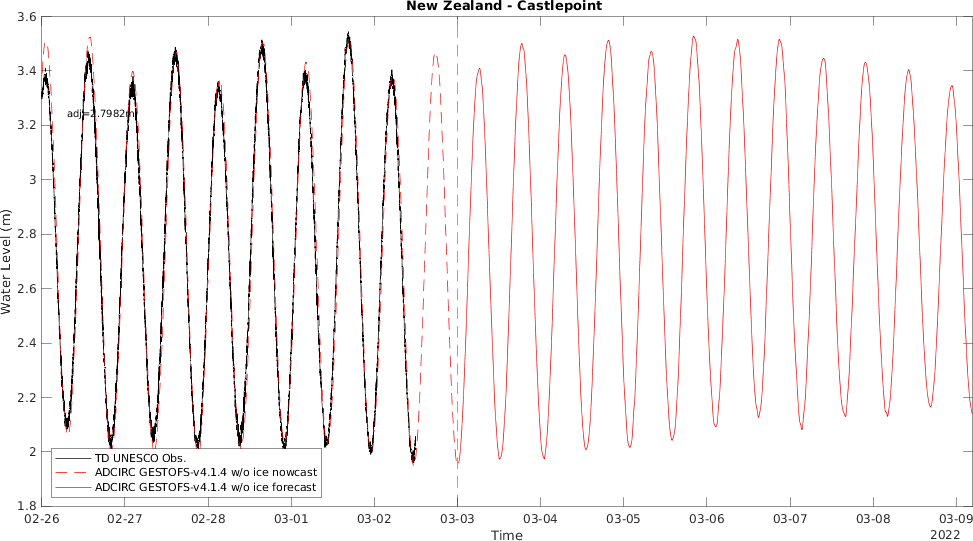 New Zealand - Castlepoint
Water Level (m)
3.6
3.4
3.2
3
2.8
2.6
2.4
2.2
2
1.8
adj=2.7982m
TD UNESCO Obs.
ADCIRC GESTOFS-v4.1.4 w/o ice nowcast
ADCIRC GESTOFS-v4.1.4 w/o ice forecast
02-26 02-27 02-28 03-01 03-02 03-03 03-04 03-05 03-06 03-07 03-08 03-09
Time
2022